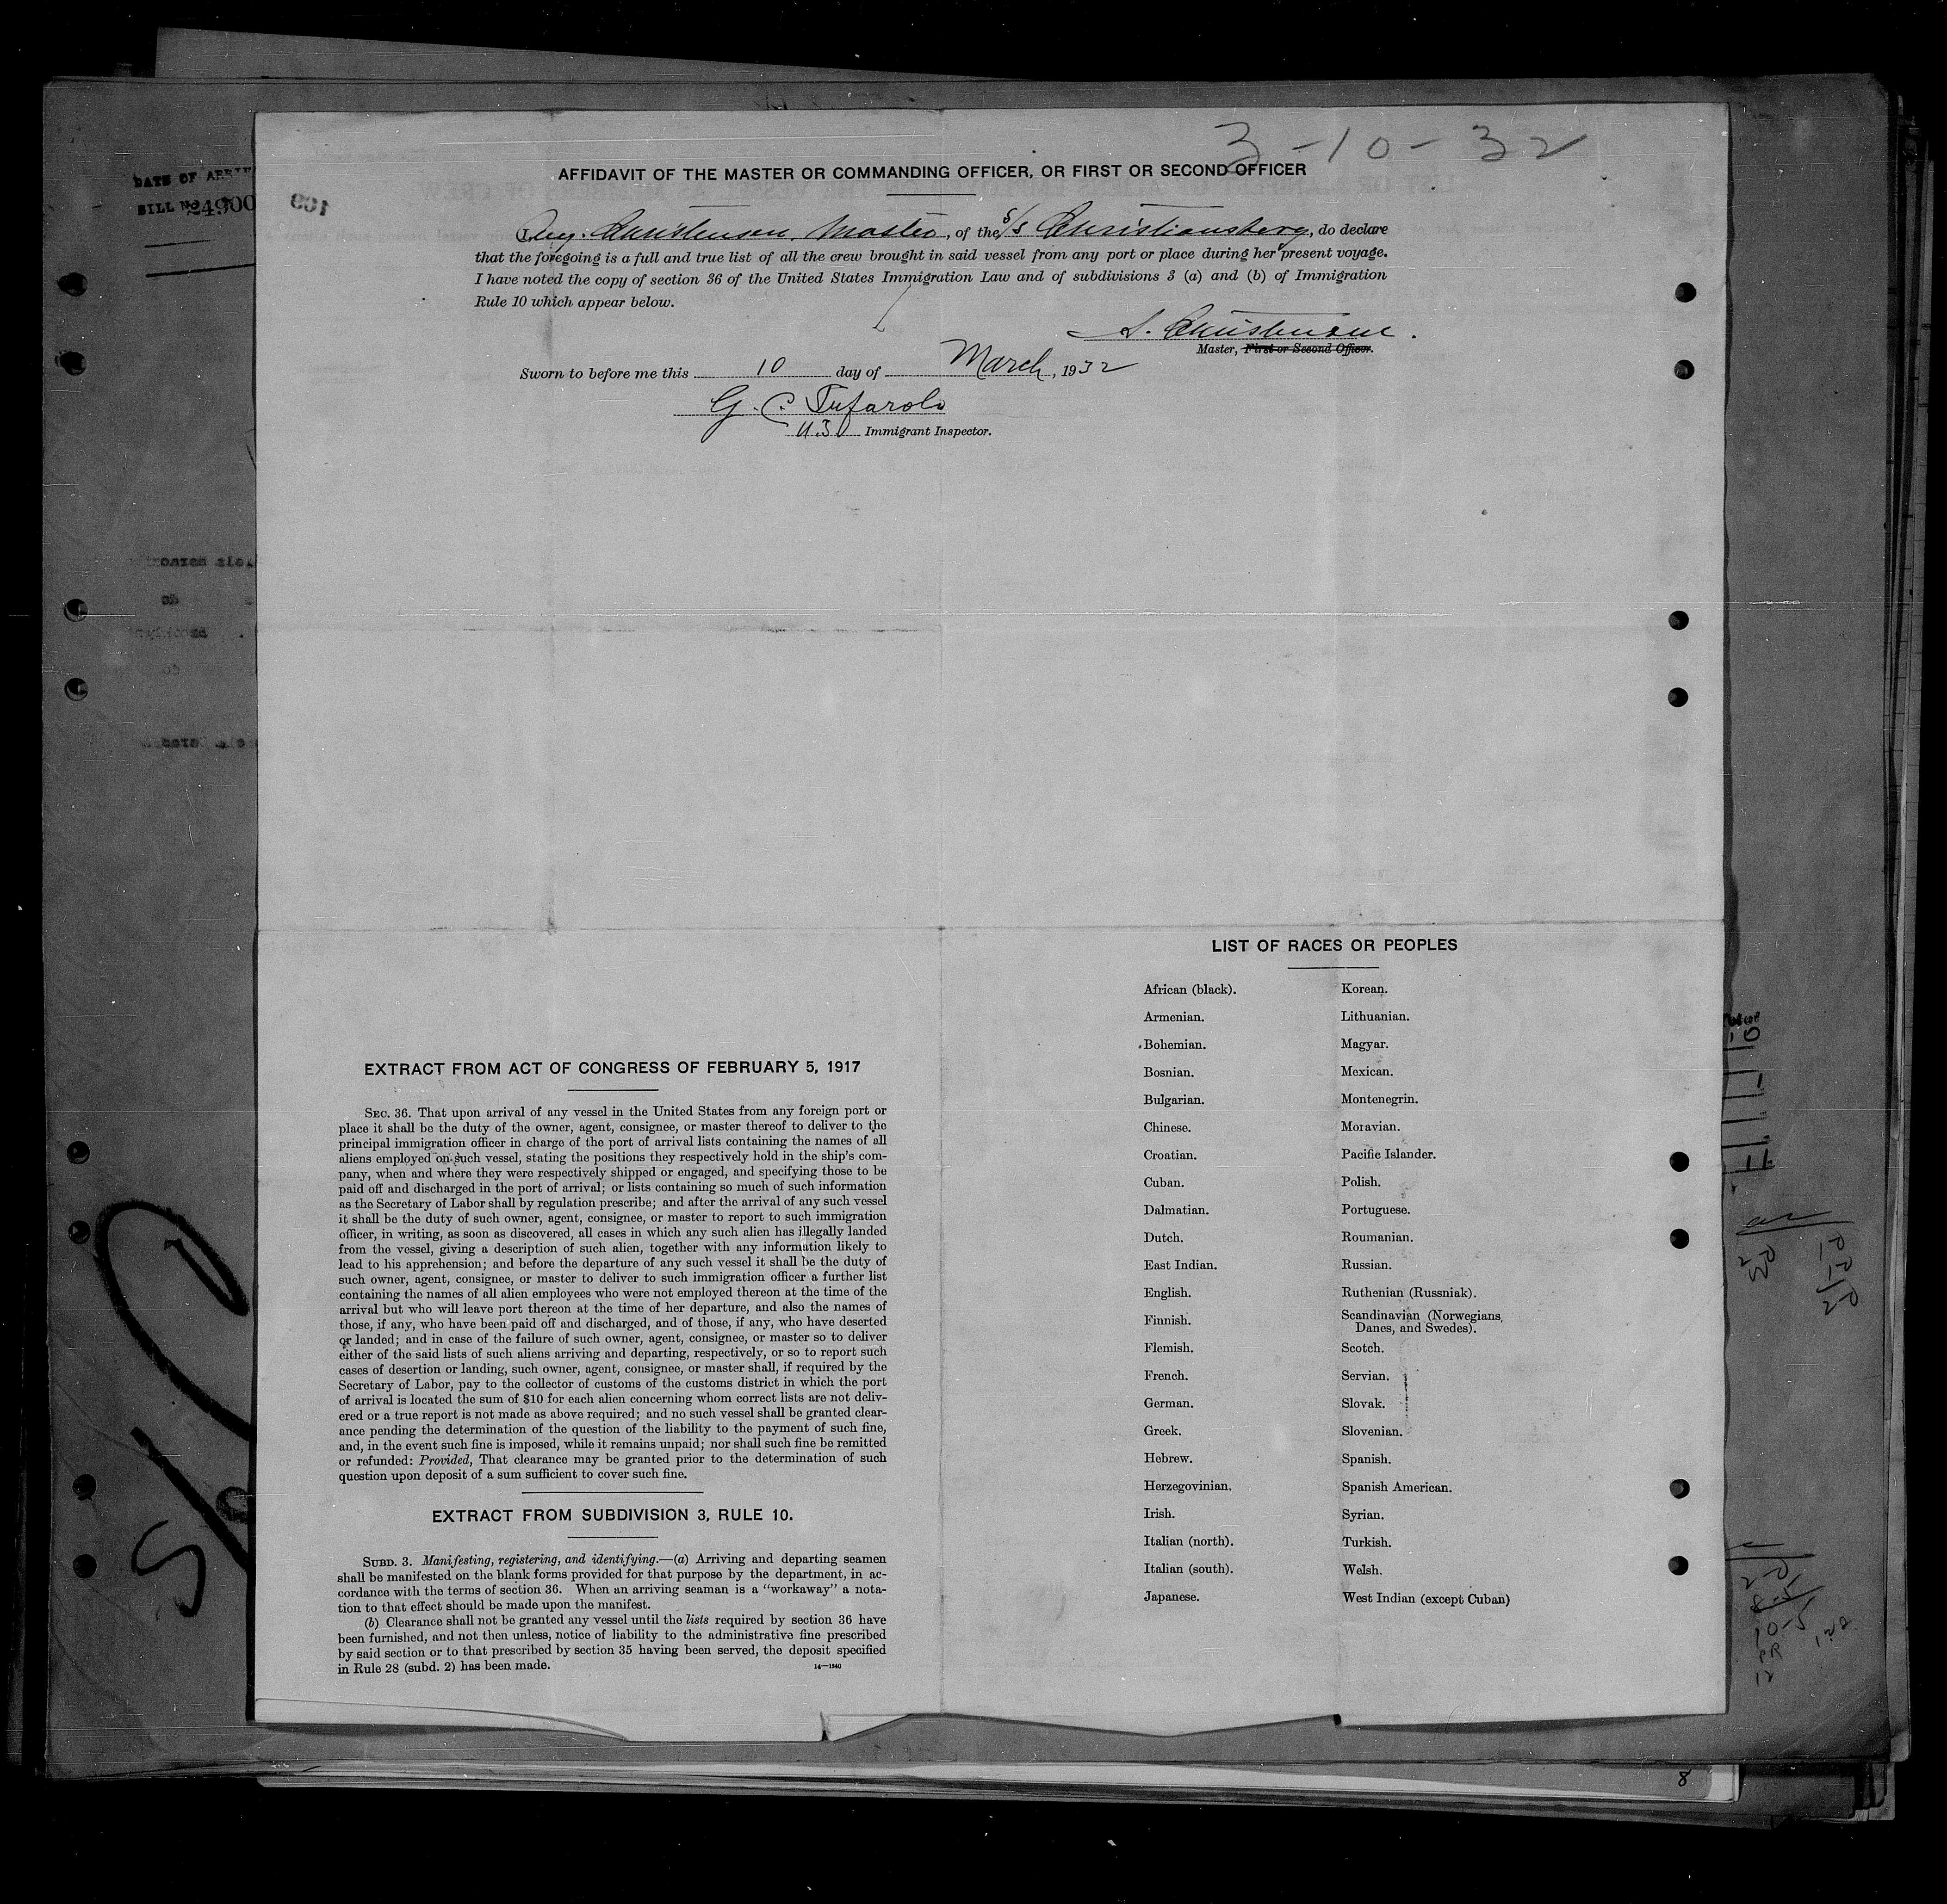 3-10-32
DATE OF
BILL No 24900
AFFIDAVIT OF THE MASTER OR COMMANDING OFFICER, OR FIRST OR SECOND OFFICER
I, Aug. Christensen, Master, of the S/S Christiansberg, do declare
that the foregoing is a full and true list of all the crew brought in said vessel from any port or place during her present voyage.
I have noted the copy of section 36 of the United States Immigration Law and of subdivisions 3 (a) and (b) of Immigration
Rule 10 which appear below.
A. Christensen.
Master, First or Second Officer.
Sworn to before me this 10 day of March, 1932
G. C. Tufarolo
U.S. Immigrant Inspector.
EXTRACT FROM ACT OF CONGRESS OF FEBRUARY 5, 1917
SEC. 36. That upon arrival of any vessel in the United States from any foreign port or
place it shall be the duty of the owner, agent, consignee, or master thereof to deliver to the
principal immigration officer in charge of the port of arrival lists containing the names of all
aliens employed on such vessel, stating the positions they respectively hold in the ship's com-
pany, when and where they were respectively shipped or engaged, and specifying those to be
paid off and discharged in the port of arrival; or lists containing so much of such information
as the Secretary of Labor shall by regulation prescribe; and after the arrival of any such vessel
it shall be the duty of such owner, agent, consignee, or master to report to such immigration
officer, in writing, as soon as discovered, all cases in which any such alien has illegally landed
from the vessel, giving a description of such alien, together with any information likely to
lead to his apprehension; and before the departure of any such vessel it shall be the duty of
such owner, agent, consignee, or master to deliver to such immigration officer a further list
containing the names of all alien employees who were not employed thereon at the time of the
arrival but who will leave port thereon at the time of her departure, and also the names of
those, if any, who have been paid off and discharged, and of those, if any, who have deserted
or landed; and in case of the failure of such owner, agent, consignee, or master so to deliver
either of the said lists of such aliens arriving and departing, respectively, or so to report such
cases of desertion or landing, such owner, agent, consignee, or master shall, if required by the
Secretary of Labor, pay to the collector of customs of the customs district in which the port
of arrival is located the sum of $10 for each alien concerning whom correct lists are not deliv-
ered or a true report is not made as above required; and no such vessel shall be granted clear-
ance pending the determination of the question of the liability to the payment of such fine,
and, in the event such fine is imposed, while it remains unpaid; nor shall such fine be remitted
or refunded: Provided, That clearance may be granted prior to the determination of such
question upon deposit of a sum sufficient to cover such fine.
EXTRACT FROM SUBDIVISION 3, RULE 10.
SUBD. 3. Manifesting, registering, and identifying.—(a) Arriving and departing seamen
shall be manifested on the blank forms provided for that purpose by the department, in ac-
cordance with the terms of section 36. When an arriving seaman is a "workaway" a nota-
tion to that effect should be made upon the manifest.
(b) Clearance shall not be granted any vessel until the lists required by section 36 have
been furnished, and not then unless, notice of liability to the administrative fine prescribed
by said section or to that prescribed by section 35 having been served, the deposit specified
in Rule 28 (subd. 2) has been made.
14—1240
LIST OF RACES OR PEOPLES
African (black).
Armenian.
Bohemian.
Bosnian.
Bulgarian.
Chinese.
Croatian.
Cuban.
Dalmatian.
Dutch.
East Indian.
English.
Finnish.
Flemish.
French.
German.
Greek.
Hebrew.
Herzegovinian.
Irish.
Italian (north).
Italian (south).
Japanese.
Korean.
Lithuanian.
Magyar.
Mexican.
Montenegrin.
Moravian.
Pacific Islander.
Polish.
Portuguese.
Roumanian.
Russian.
Ruthenian (Russniak).
Scandinavian (Norwegians,
Danes, and Swedes).
Scotch.
Servian.
Slovak.
Slovenian.
Spanish.
Spanish American.
Syrian.
Turkish.
Welsh.
West Indian (except Cuban)
8